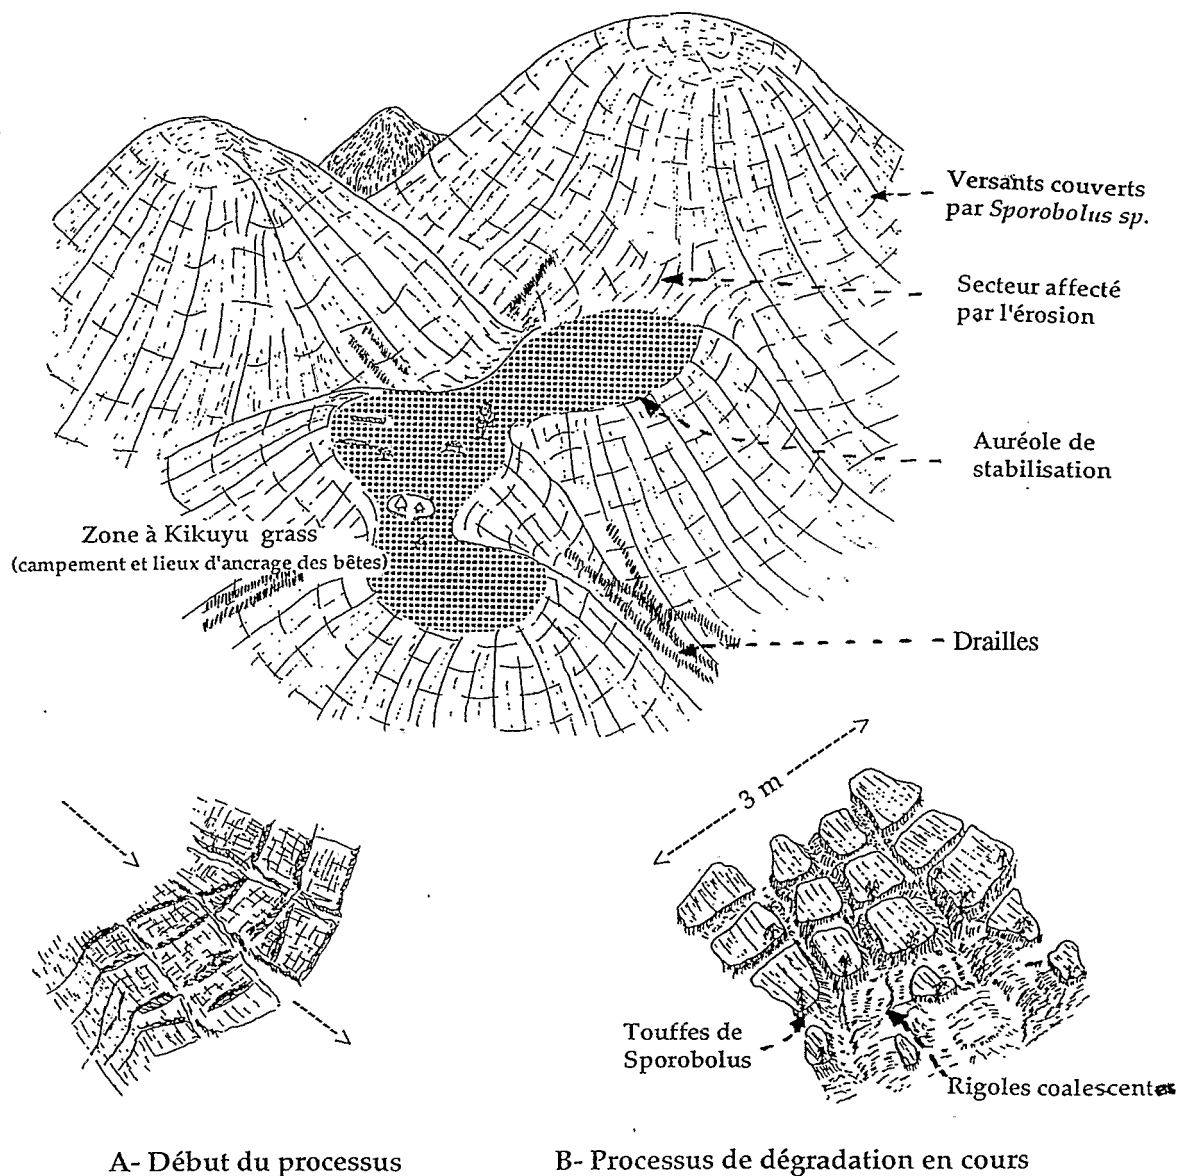 Versants couverts
par Sporobolus sp.
Secteur affecté
par l'érosion
Auréole de
stabilisation
Zone à Kikuyu grass
(campement et lieux d'ancrage des bêtes)
Drailles
3 m
Touffes de
Sporobolus
Rigoles coalescentes
A- Début du processus
B- Processus de dégradation en cours